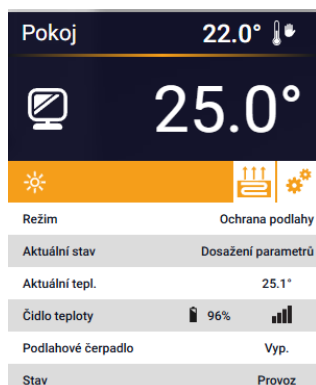 Pokoj 22.0°
25.0°
Režim Ochrana podlahy
Aktuální stav Dosažení parametrů
Aktuální tepl. 25.1°
Čidlo teploty 96%
Podlahové čerpadlo Vyp.
Stav Provoz